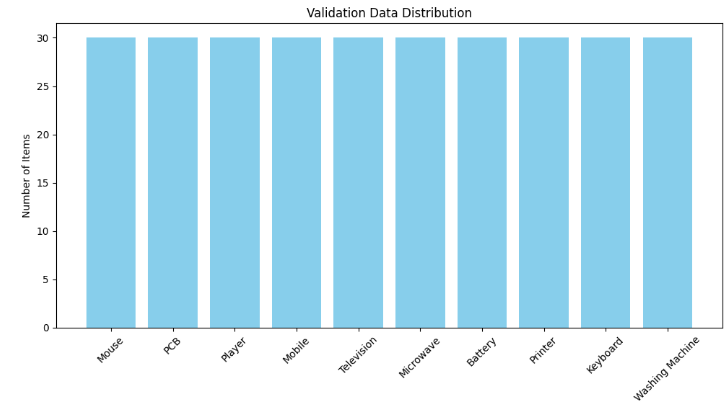 Validation Data Distribution
Number of Items
30
25
20
15
10
5
0
Mouse
PCB
Player
Mobile
Television
Microwave
Battery
Printer
Keyboard
Washing Machine